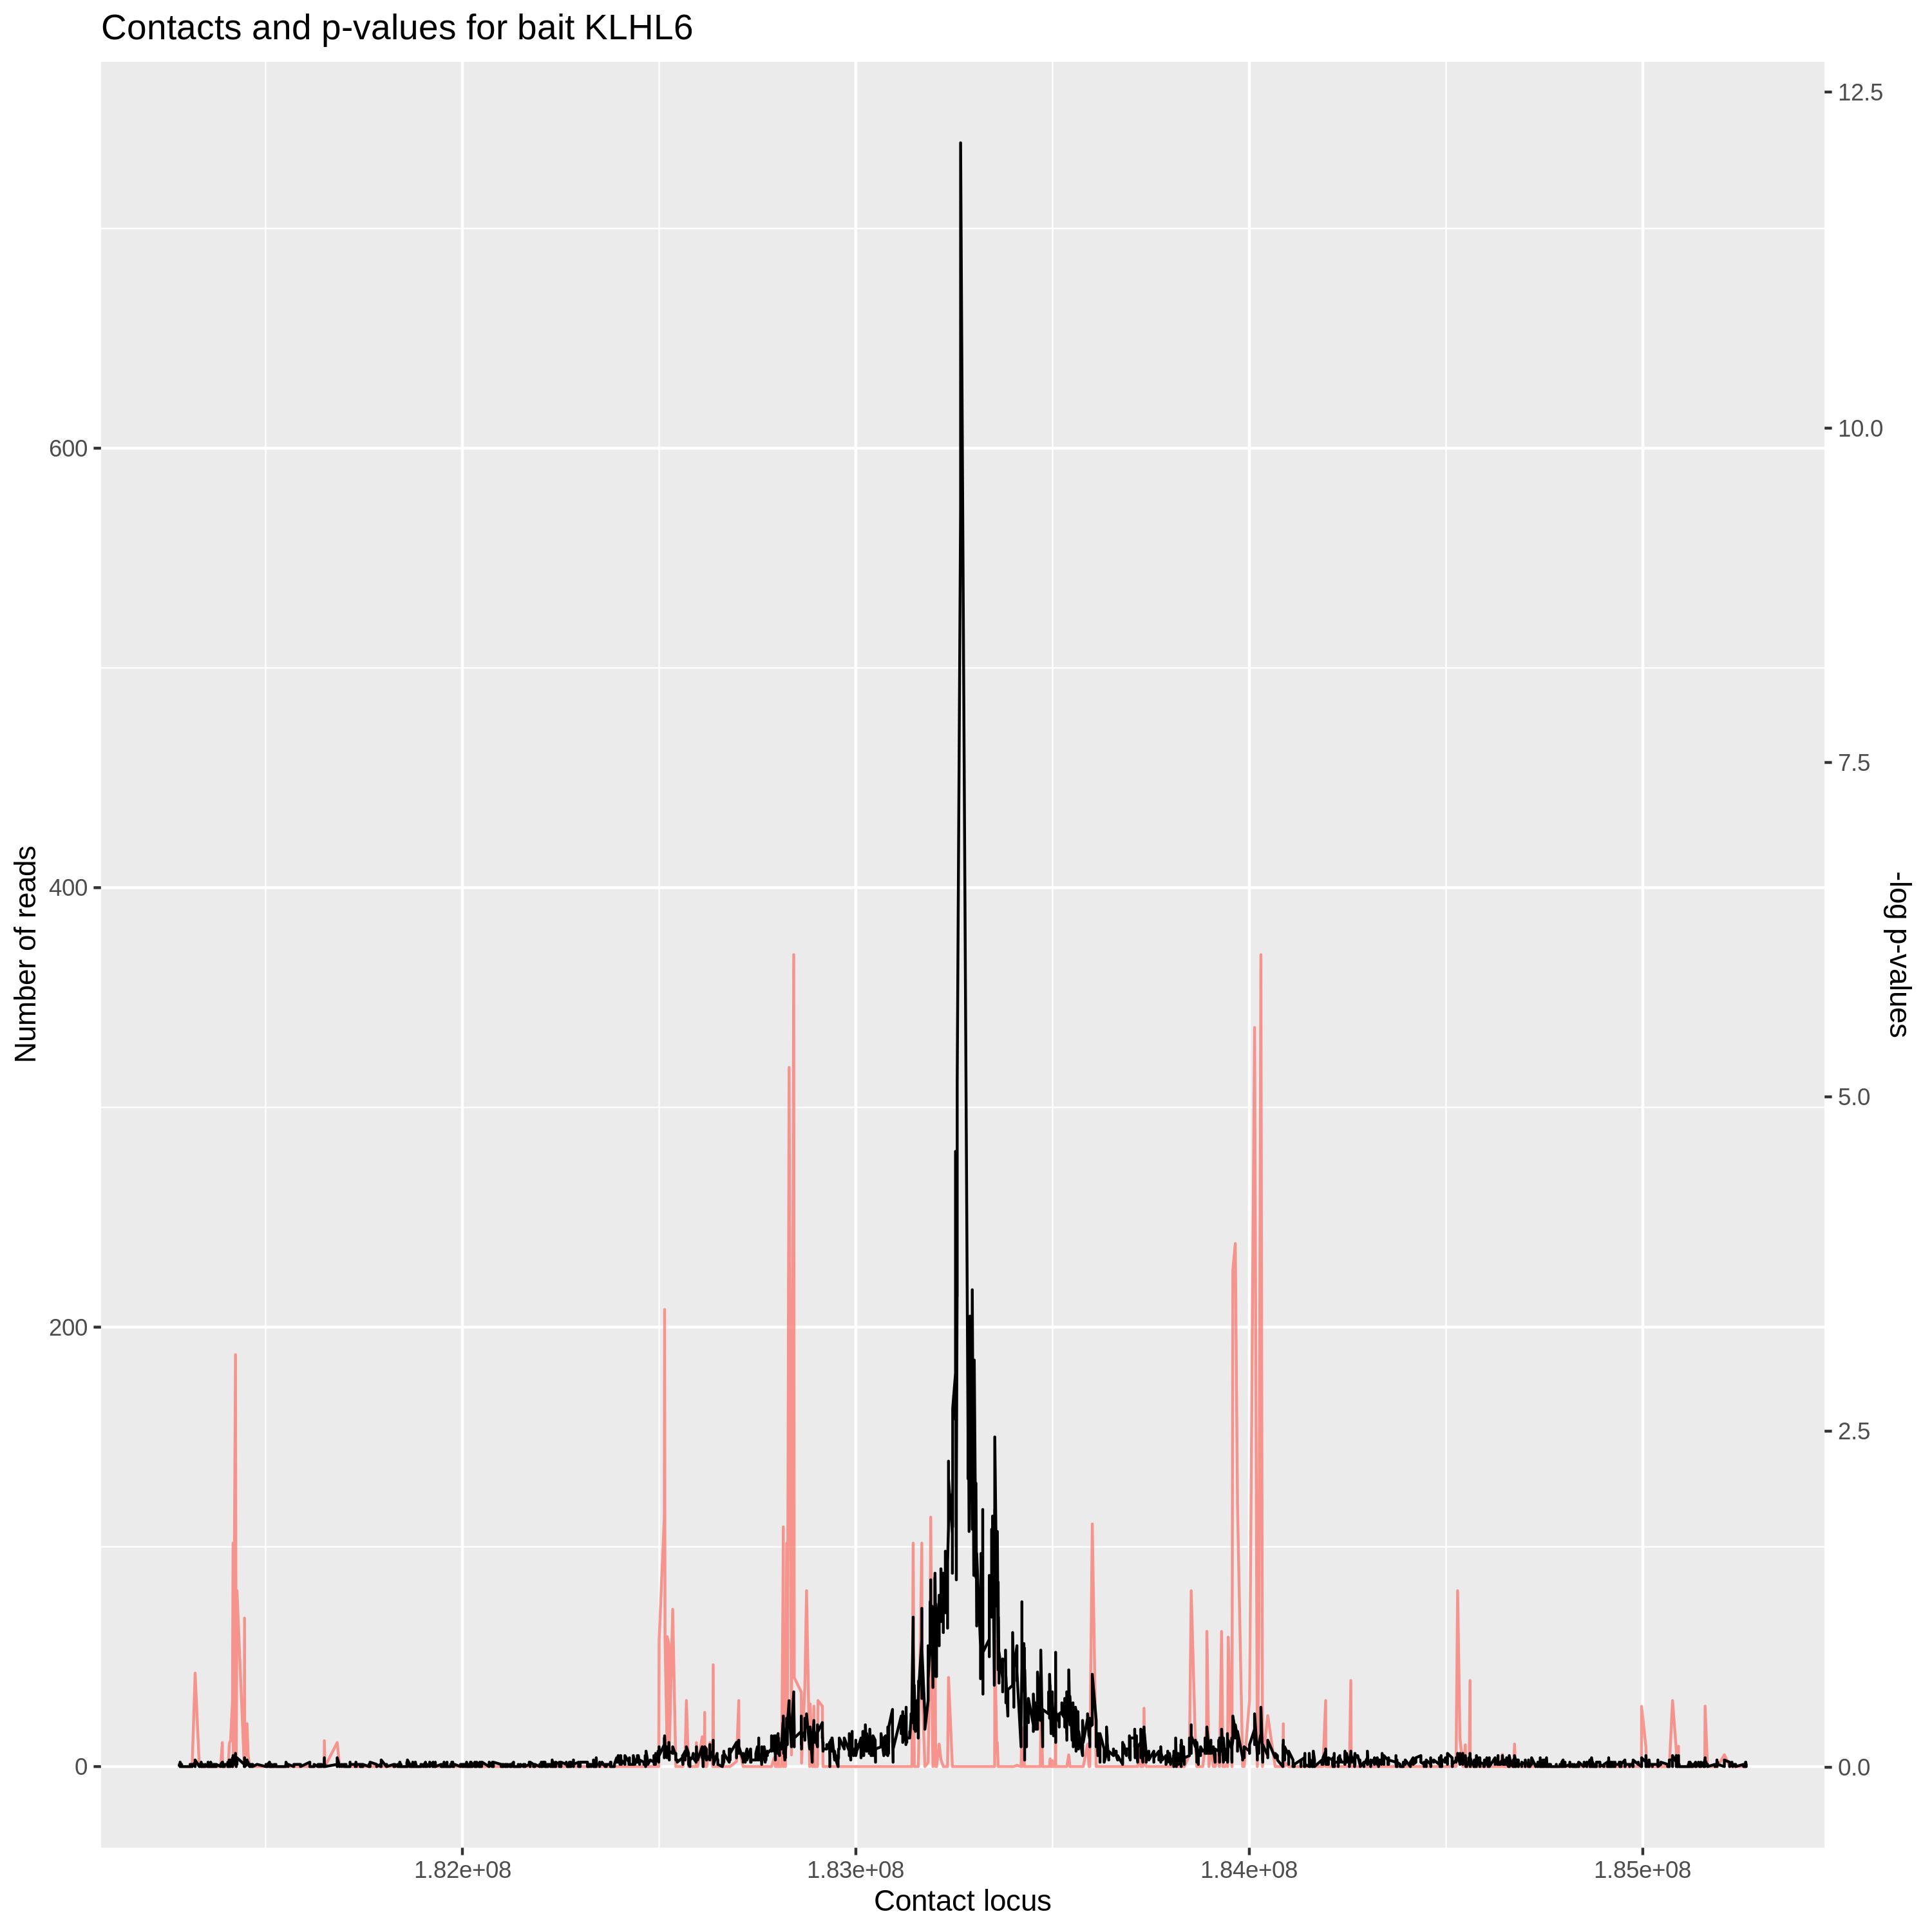 Contacts and p-values for bait KLHL6
12.5
10.0
7.5
5.0
2.5
0.0
600
400
200
0
Number of reads
-log p-values
1.82e+08
1.83e+08
1.84e+08
1.85e+08
Contact locus